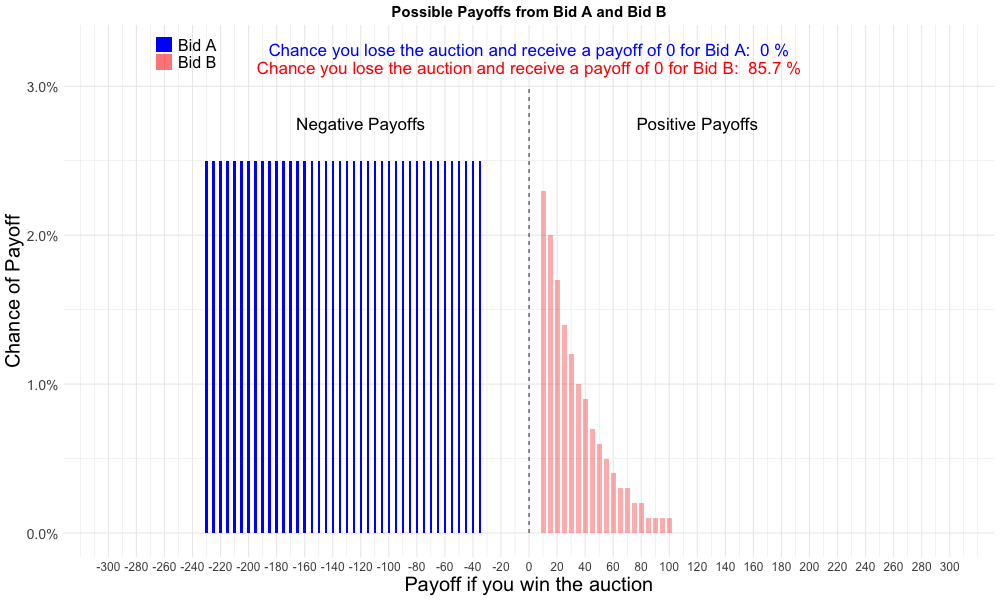 Possible Payoffs from Bid A and Bid B
Bid A
Bid B
Chance you lose the auction and receive a payoff of 0 for Bid A:  0 %
Chance you lose the auction and receive a payoff of 0 for Bid B:  85.7 %
Negative Payoffs
Positive Payoffs
Chance of Payoff
3.0%
2.0%
1.0%
0.0%
-300 -280 -260 -240 -220 -200 -180 -160 -140 -120 -100 -80 -60 -40 -20 0 20 40 60 80 100 120 140 160 180 200 220 240 260 280 300
Payoff if you win the auction